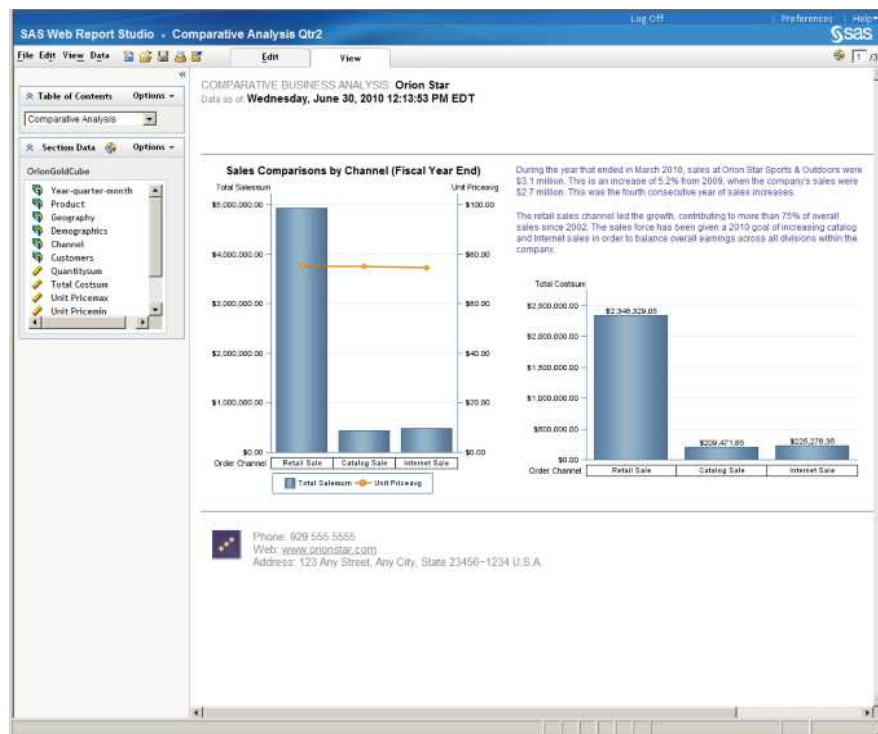 Log Off | Preferences | Help
SAS Web Report Studio - Comparative Analysis Qtr2
sas
File Edit View Data Edit View 1 /3
«
COMPARATIVE BUSINESS ANALYSIS: Orion Star
Data as of: Wednesday, June 30, 2010 12:13:53 PM EDT
Table of Contents Options
Comparative Analysis
Section Data Options
OrionGoldCube
Year-quarter-month
Product
Geography
Demographics
Channel
Customers
Quantitysum
Total Costsum
Unit Pricemax
Unit Pricemin
Sales Comparisons by Channel (Fiscal Year End)
Total Salessum Unit Priceavg
$5,000,000.00 $100.00
$4,000,000.00 $80.00
$3,000,000.00 $60.00
$2,000,000.00 $40.00
$1,000,000.00 $20.00
$0.00 $0.00
Order Channel Retail Sale Catalog Sale Internet Sale
Total Salessum Unit Priceavg
During the year that ended in March 2010, sales at Orion Star Sports & Outdoors were
$3.1 million. This is an increase of 5.2% from 2009, when the company's sales were
$2.7 million. This was the fourth consecutive year of sales increases.
The retail sales channel led the growth, contributing to more than 75% of overall
sales since 2002. The sales force has been given a 2010 goal of increasing catalog
and Internet sales in order to balance overall earnings across all divisions within the
company.
Total Costsum
$2,500,000.00
$2,000,000.00
$1,500,000.00
$1,000,000.00
$500,000.00
$0.00
Order Channel Retail Sale Catalog Sale Internet Sale
Phone: 929 555.5555
Web: www.orionstar.com
Address: 123 Any Street, Any City, State 23456-1234 U.S.A.